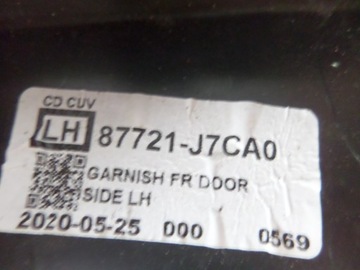 CD CUV
LH 87721-J7CA0
GARNISH FR DOOR
SIDE LH
2020-05-25 000 0569